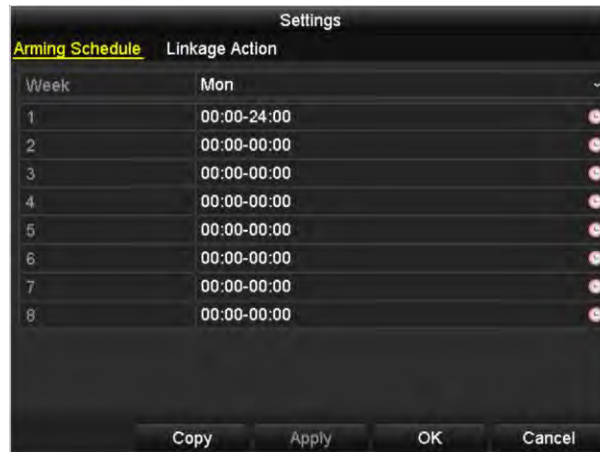 Settings
Arming Schedule Linkage Action
Week Mon
1 00:00-24:00
2 00:00-00:00
3 00:00-00:00
4 00:00-00:00
5 00:00-00:00
6 00:00-00:00
7 00:00-00:00
8 00:00-00:00
Copy Apply OK Cancel